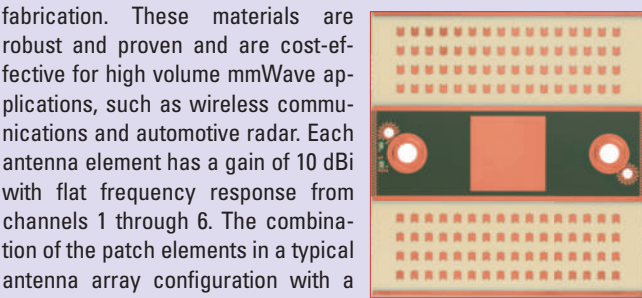 fabrication. These materials are
robust and proven and are cost-ef-
fective for high volume mmWave ap-
plications, such as wireless commu-
nications and automotive radar. Each
antenna element has a gain of 10 dBi
with flat frequency response from
channels 1 through 6. The combina-
tion of the patch elements in a typical
antenna array configuration with a